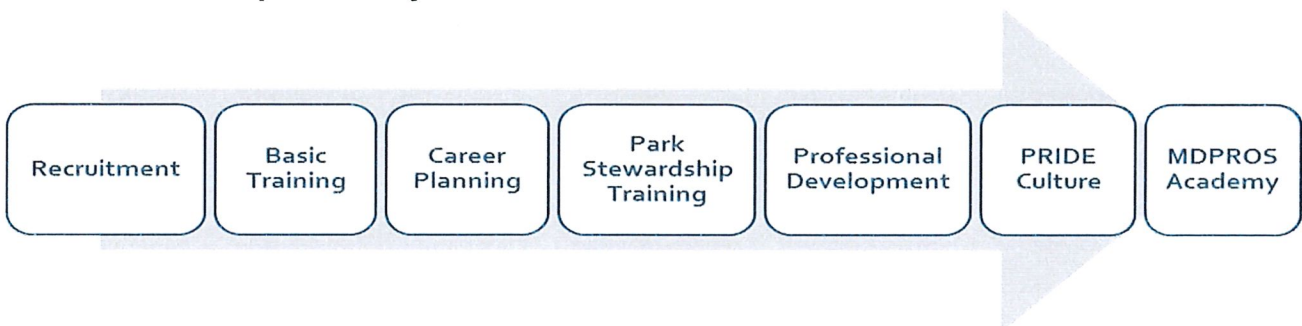 Recruitment
Basic
Training
Career
Planning
Park
Stewardship
Training
Professional
Development
PRIDE
Culture
MDPROS
Academy